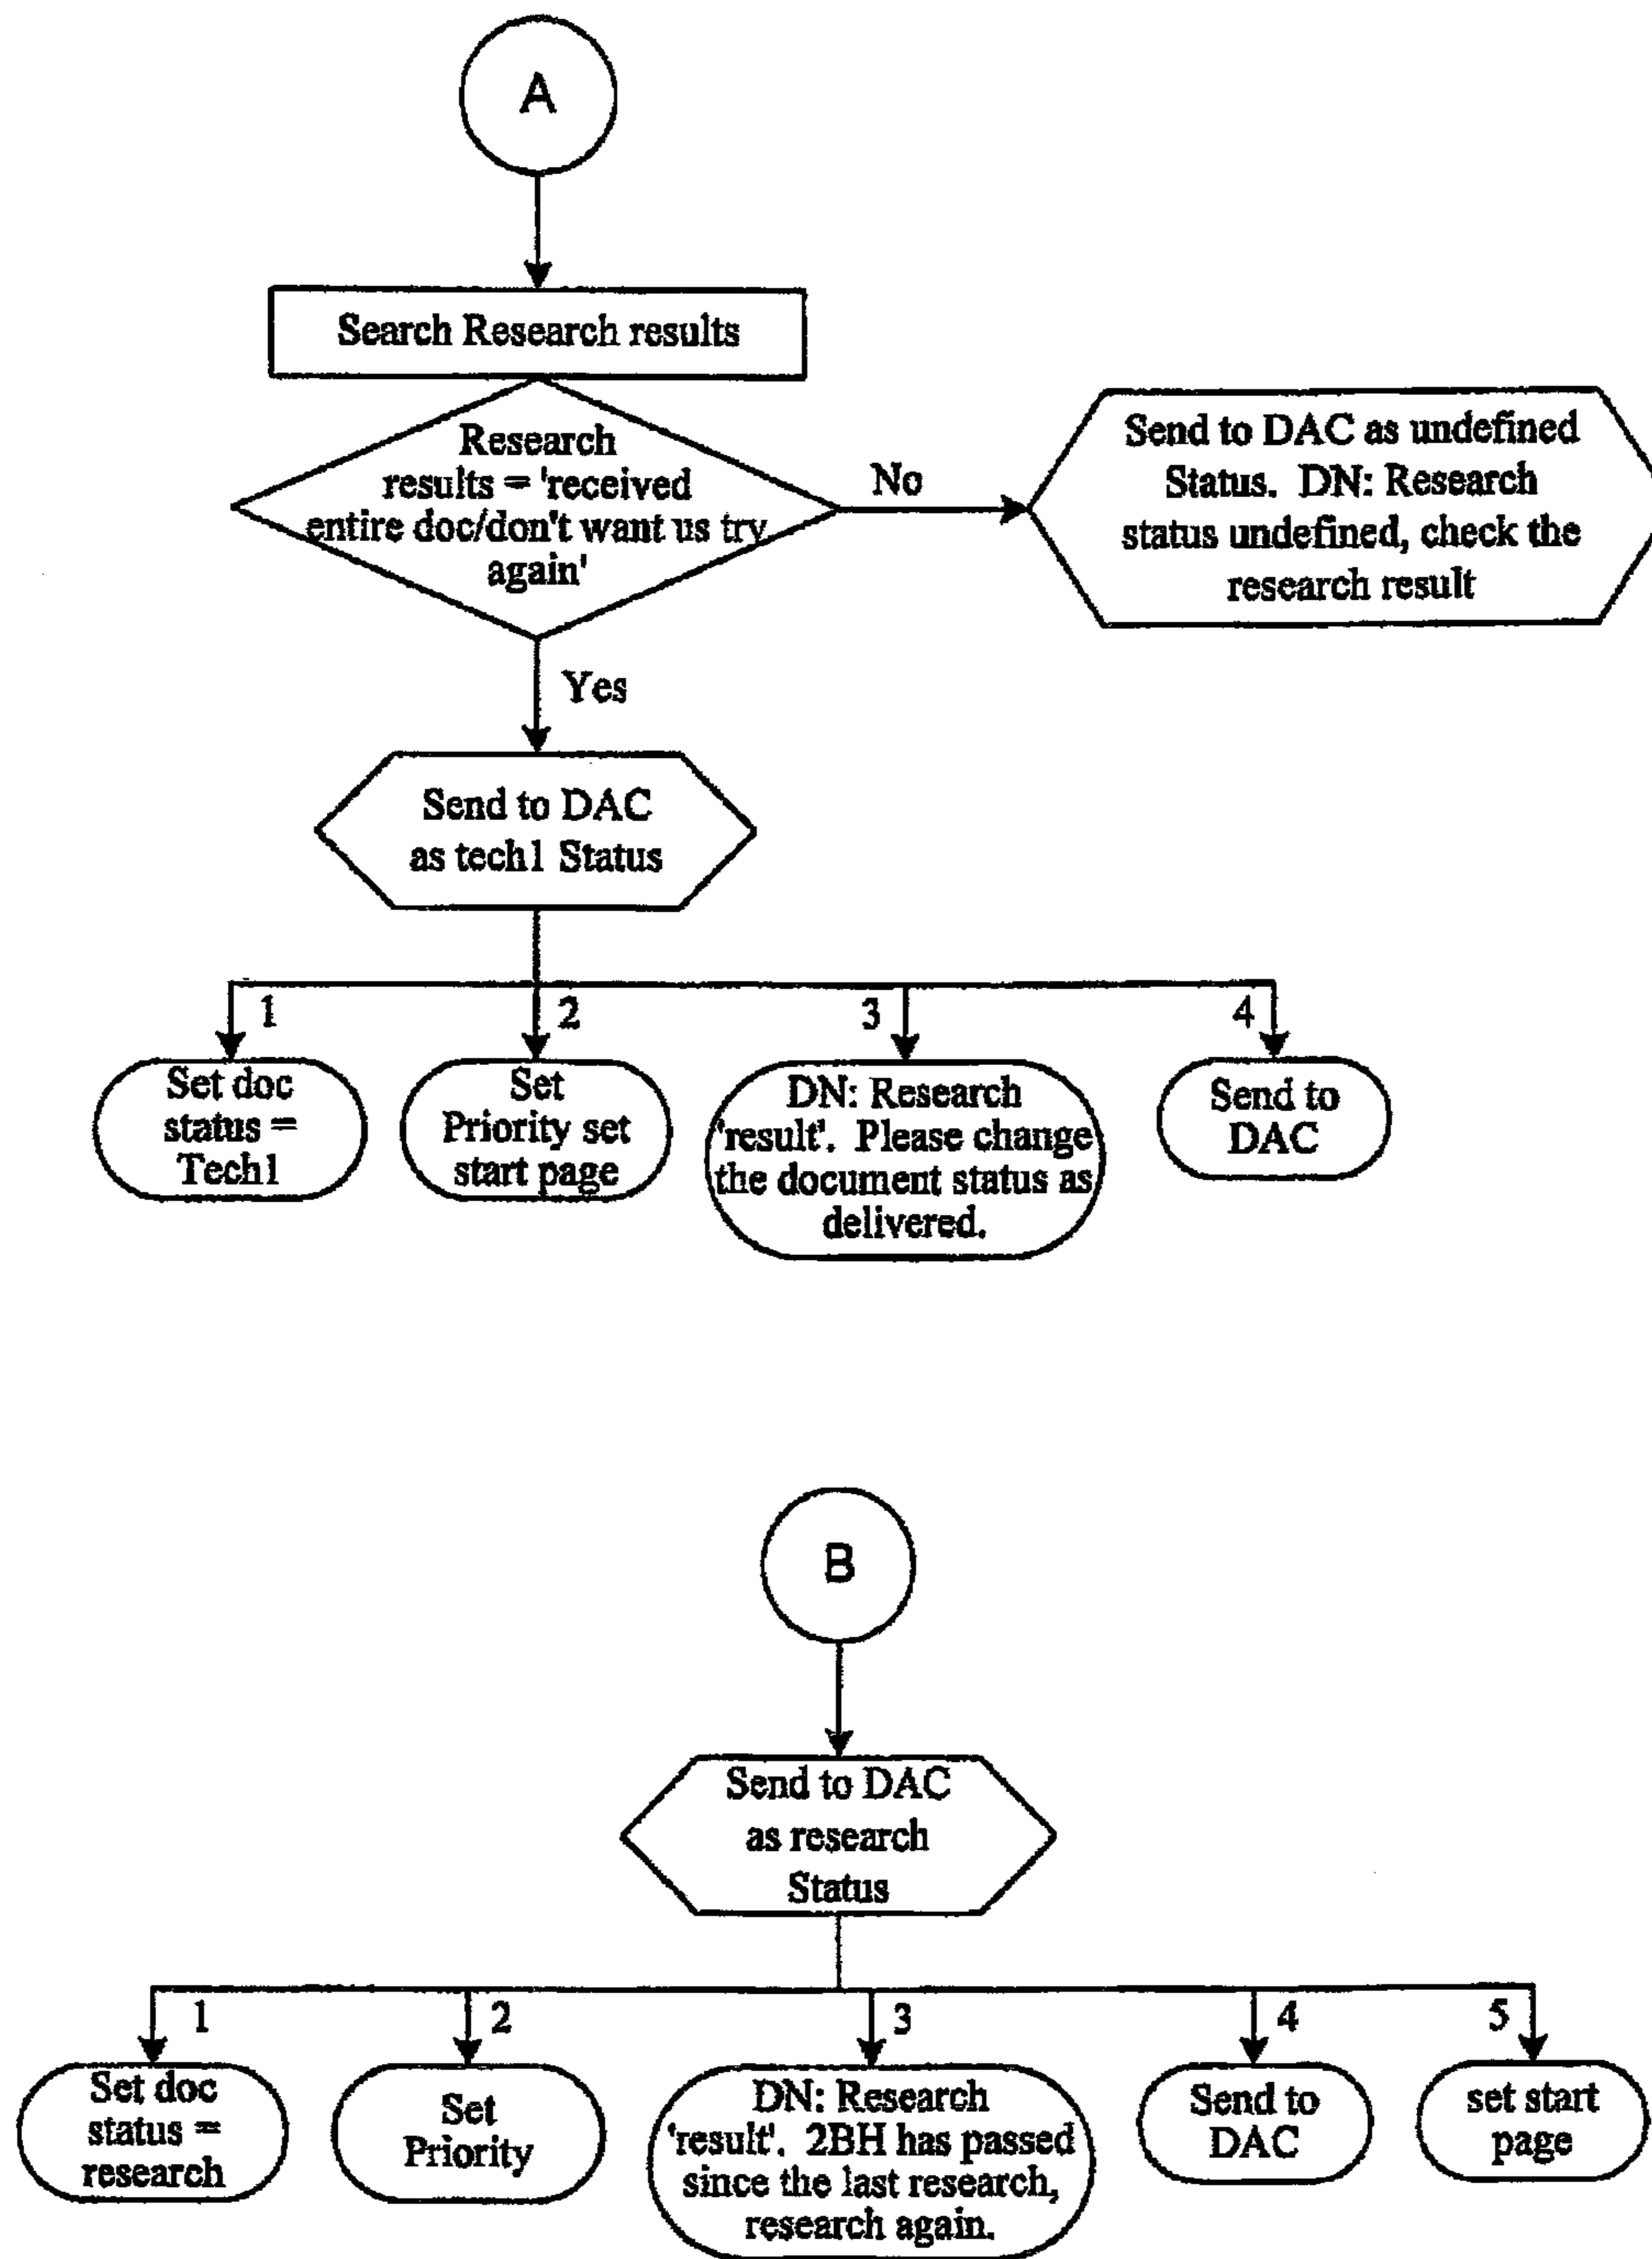 A
Search Research results
Research
results = 'received
entire doc/don't want us try
again'
No
Send to DAC as undefined
Status. DN: Research
status undefined, check the
research result
Yes
Send to DAC
as tech1 Status
1
2
3
4
Set doc
status =
Tech1
Set
Priority set
start page
DN: Research
'result'. Please change
the document status as
delivered.
Send to
DAC
B
Send to DAC
as research
Status
1
2
3
4
5
Set doc
status =
research
Set
Priority
DN: Research
'result'. 2BH has passed
since the last research,
research again.
Send to
DAC
set start
page